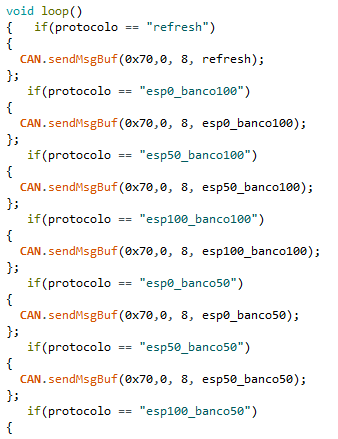 void loop()
{   if(protocolo == "refresh")
{
  CAN.sendMsgBuf(0x70,0, 8, refresh);
};
   if(protocolo == "esp0_banco100")
{
  CAN.sendMsgBuf(0x70,0, 8, esp0_banco100);
};
   if(protocolo == "esp50_banco100")
{
  CAN.sendMsgBuf(0x70,0, 8, esp50_banco100);
};
   if(protocolo == "esp100_banco100")
{
  CAN.sendMsgBuf(0x70,0, 8, esp100_banco100);
};
   if(protocolo == "esp0_banco50")
{
  CAN.sendMsgBuf(0x70,0, 8, esp0_banco50);
};
   if(protocolo == "esp50_banco50")
{
  CAN.sendMsgBuf(0x70,0, 8, esp50_banco50);
};
   if(protocolo == "esp100_banco50")
{